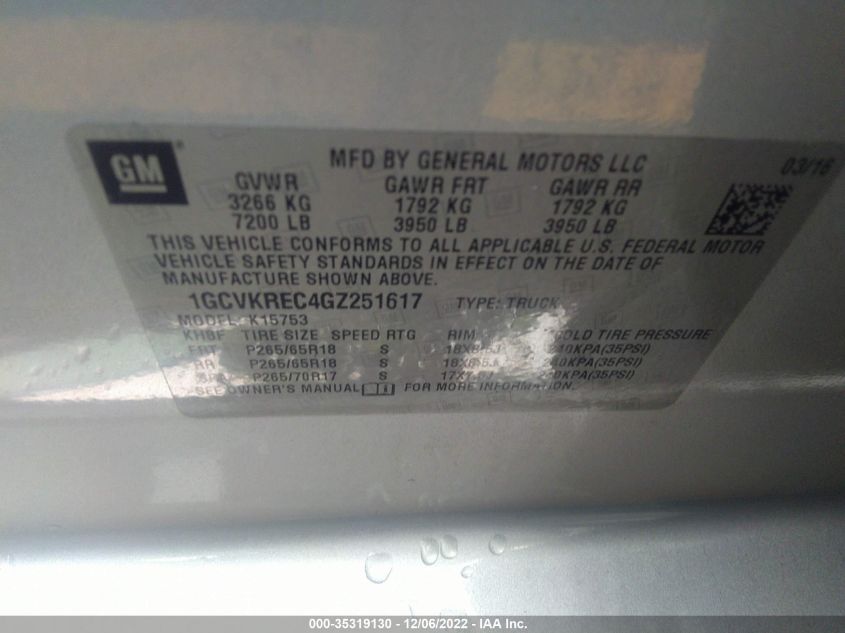 GM
MFD BY GENERAL MOTORS LLC 03/16
GVWR GAWR FRT GAWR RR
3266 KG 1792 KG 1792 KG
7200 LB 3950 LB 3950 LB
THIS VEHICLE CONFORMS TO ALL APPLICABLE U.S. FEDERAL MOTOR
VEHICLE SAFETY STANDARDS IN EFFECT ON THE DATE OF
MANUFACTURE SHOWN ABOVE.
1GCVKREC4GZ251617 TYPE: TRUCK
MODEL: K15753
TIRE SIZE SPEED RTG RIM COLD TIRE PRESSURE
FRT P265/65R18 S
RR P265/65R18 S
P265/70R17 S
SEE OWNER'S MANUAL FOR MORE INFORMATION.
000-35319130 - 12/06/2022 - IAA Inc.